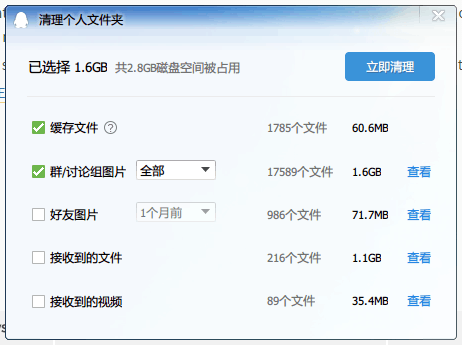 清理个人文件夹
已选择 1.6GB 共2.8GB磁盘空间被占用 立即清理
缓存文件 ? 1785个文件 60.6MB
群/讨论组图片 全部 17589个文件 1.6GB 查看
好友图片 1个月前 986个文件 71.7MB 查看
接收到的文件 216个文件 1.1GB 查看
接收到的视频 89个文件 35.4MB 查看